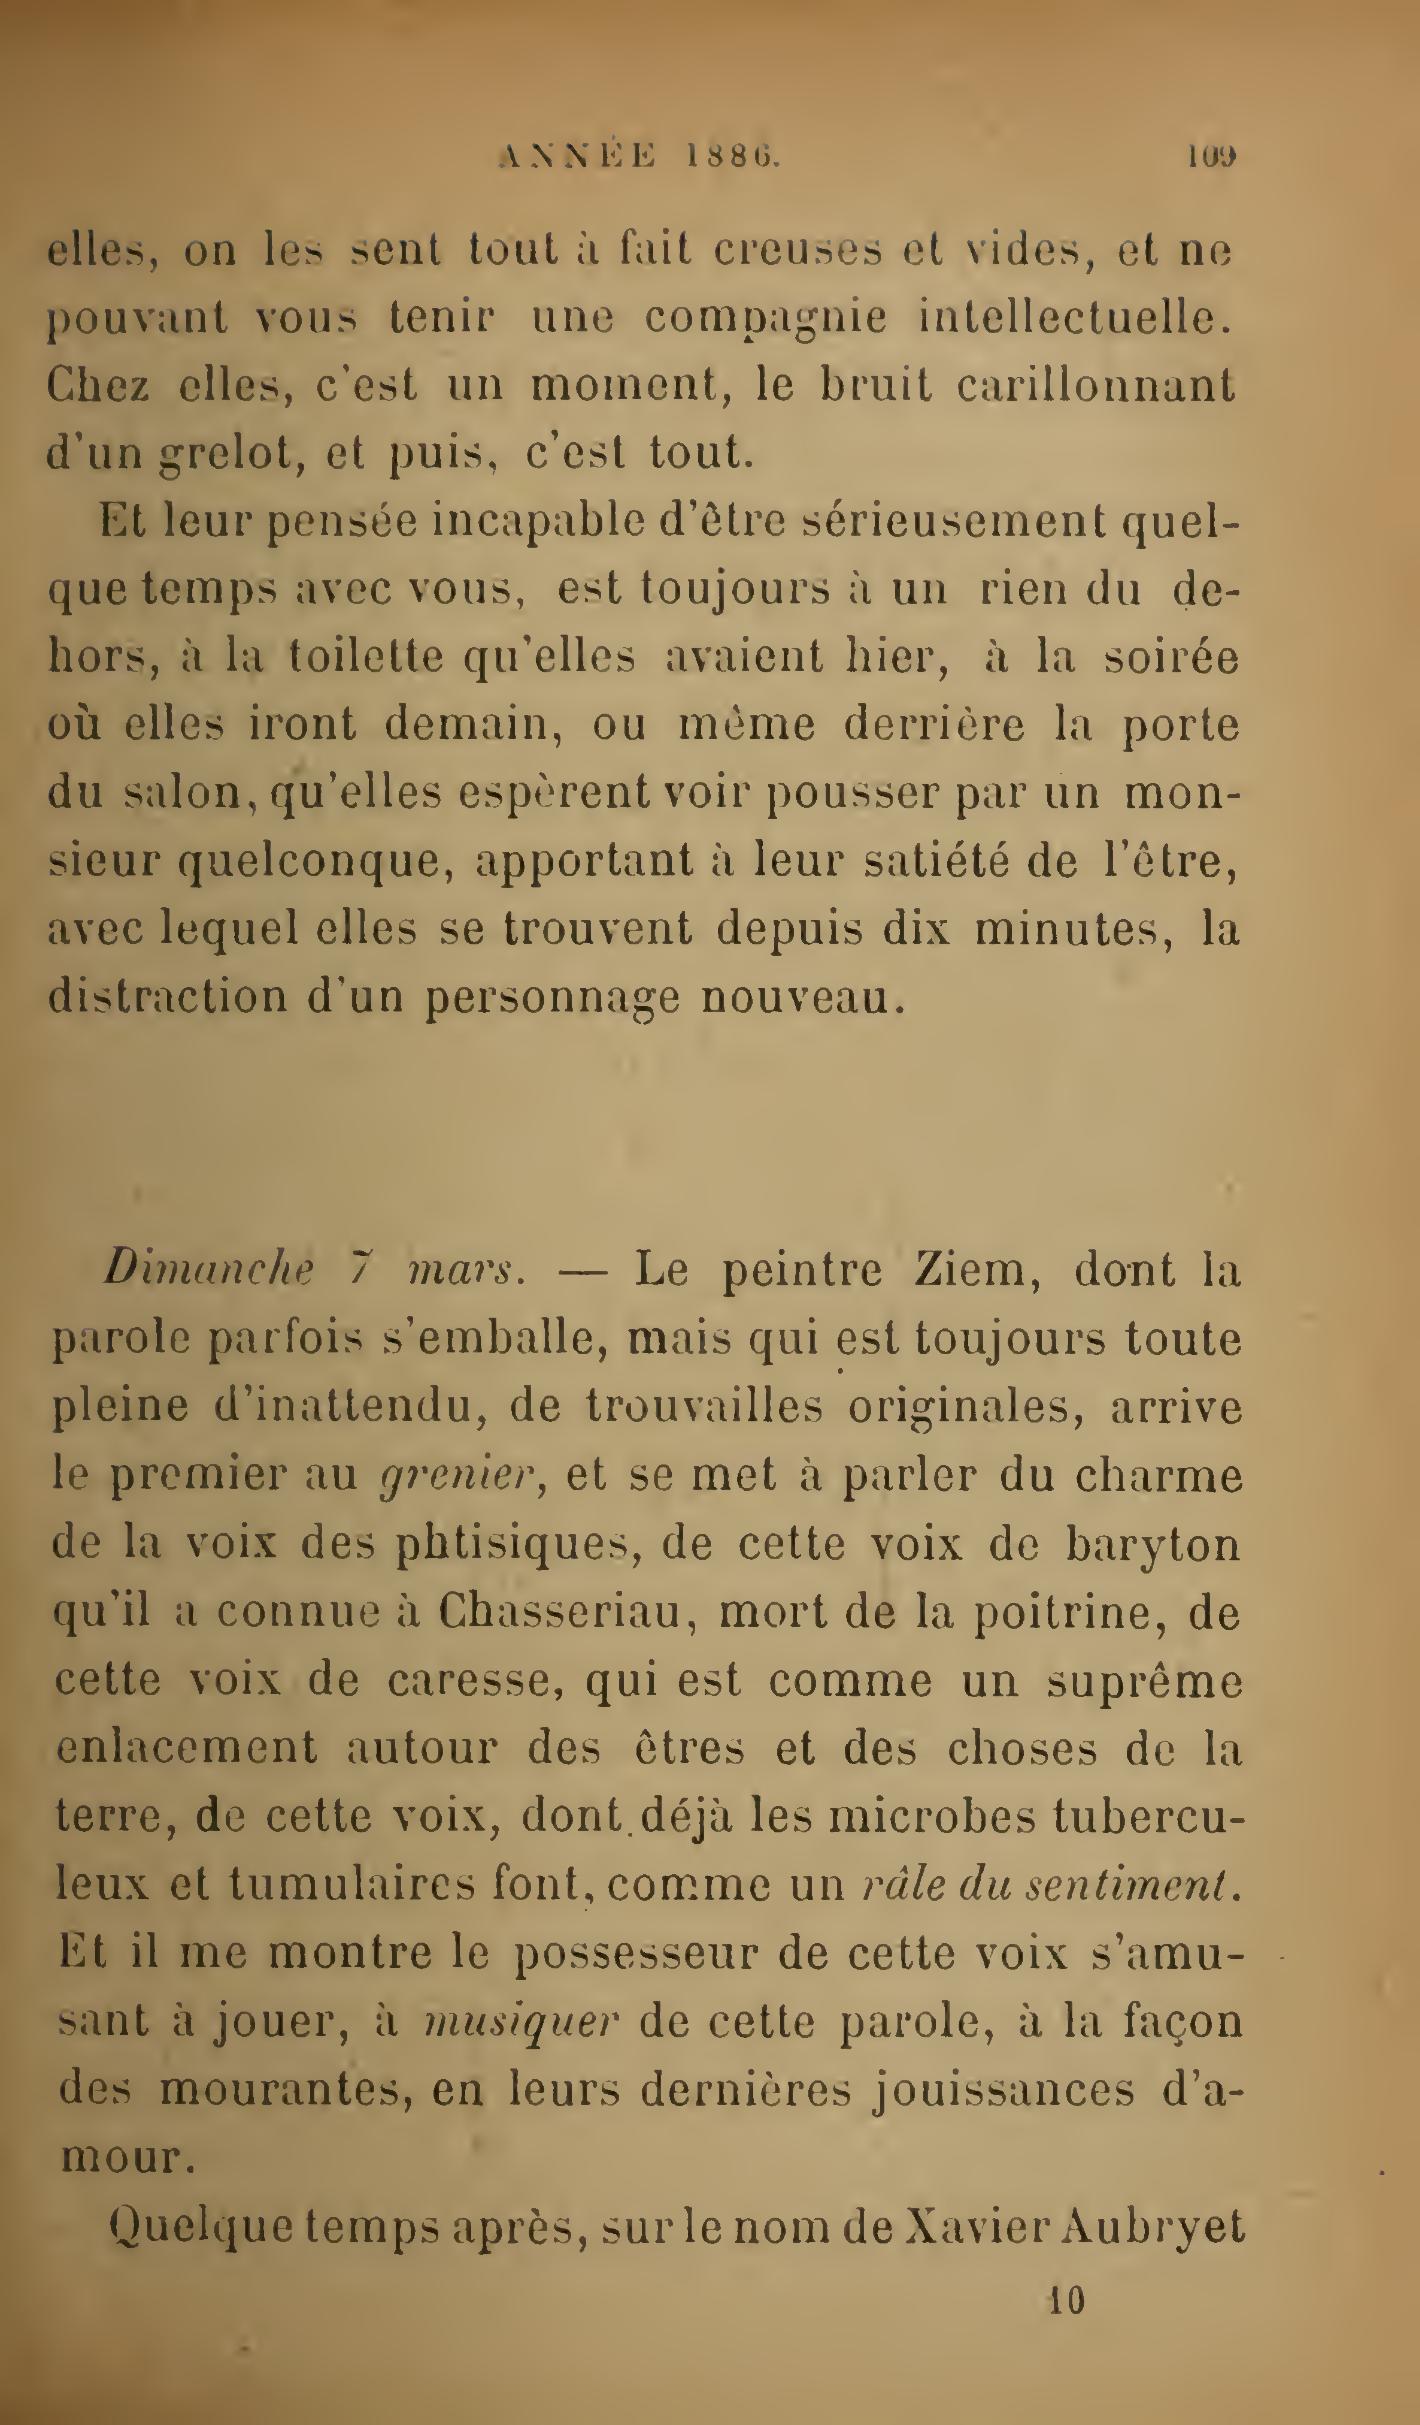 ANNÉE 1886. 109
elles, on les sent tout à fait creuses et vides, et ne
pouvant vous tenir une compagnie intellectuelle.
Chez elles, c'est un moment, le bruit carillonnant
d'un grelot, et puis, c'est tout.
Et leur pensée incapable d'être sérieusement quel-
que temps avec vous, est toujours à un rien du de-
hors, à la toilette qu'elles avaient hier, à la soirée
où elles iront demain, ou même derrière la porte
du salon, qu'elles espèrent voir pousser par un mon-
sieur quelconque, apportant à leur satiété de l'être,
avec lequel elles se trouvent depuis dix minutes, la
distraction d'un personnage nouveau.
Dimanche 7 mars. — Le peintre Ziem, dont la
parole parfois s'emballe, mais qui est toujours toute
pleine d'inattendu, de trouvailles originales, arrive
le premier au grenier, et se met à parler du charme
de la voix des phtisiques, de cette voix de baryton
qu'il a connue à Chasseriau, mort de la poitrine, de
cette voix de caresse, qui est comme un suprême
enlacement autour des êtres et des choses de la
terre, de cette voix, dont déjà les microbes tubercu-
leux et tumulaires font, comme un râle du sentiment.
Et il me montre le possesseur de cette voix s'amu-
sant à jouer, à musiquer de cette parole, à la façon
des mourantes, en leurs dernières jouissances d'a-
mour.
Quelque temps après, sur le nom de Xavier Aubryet
10